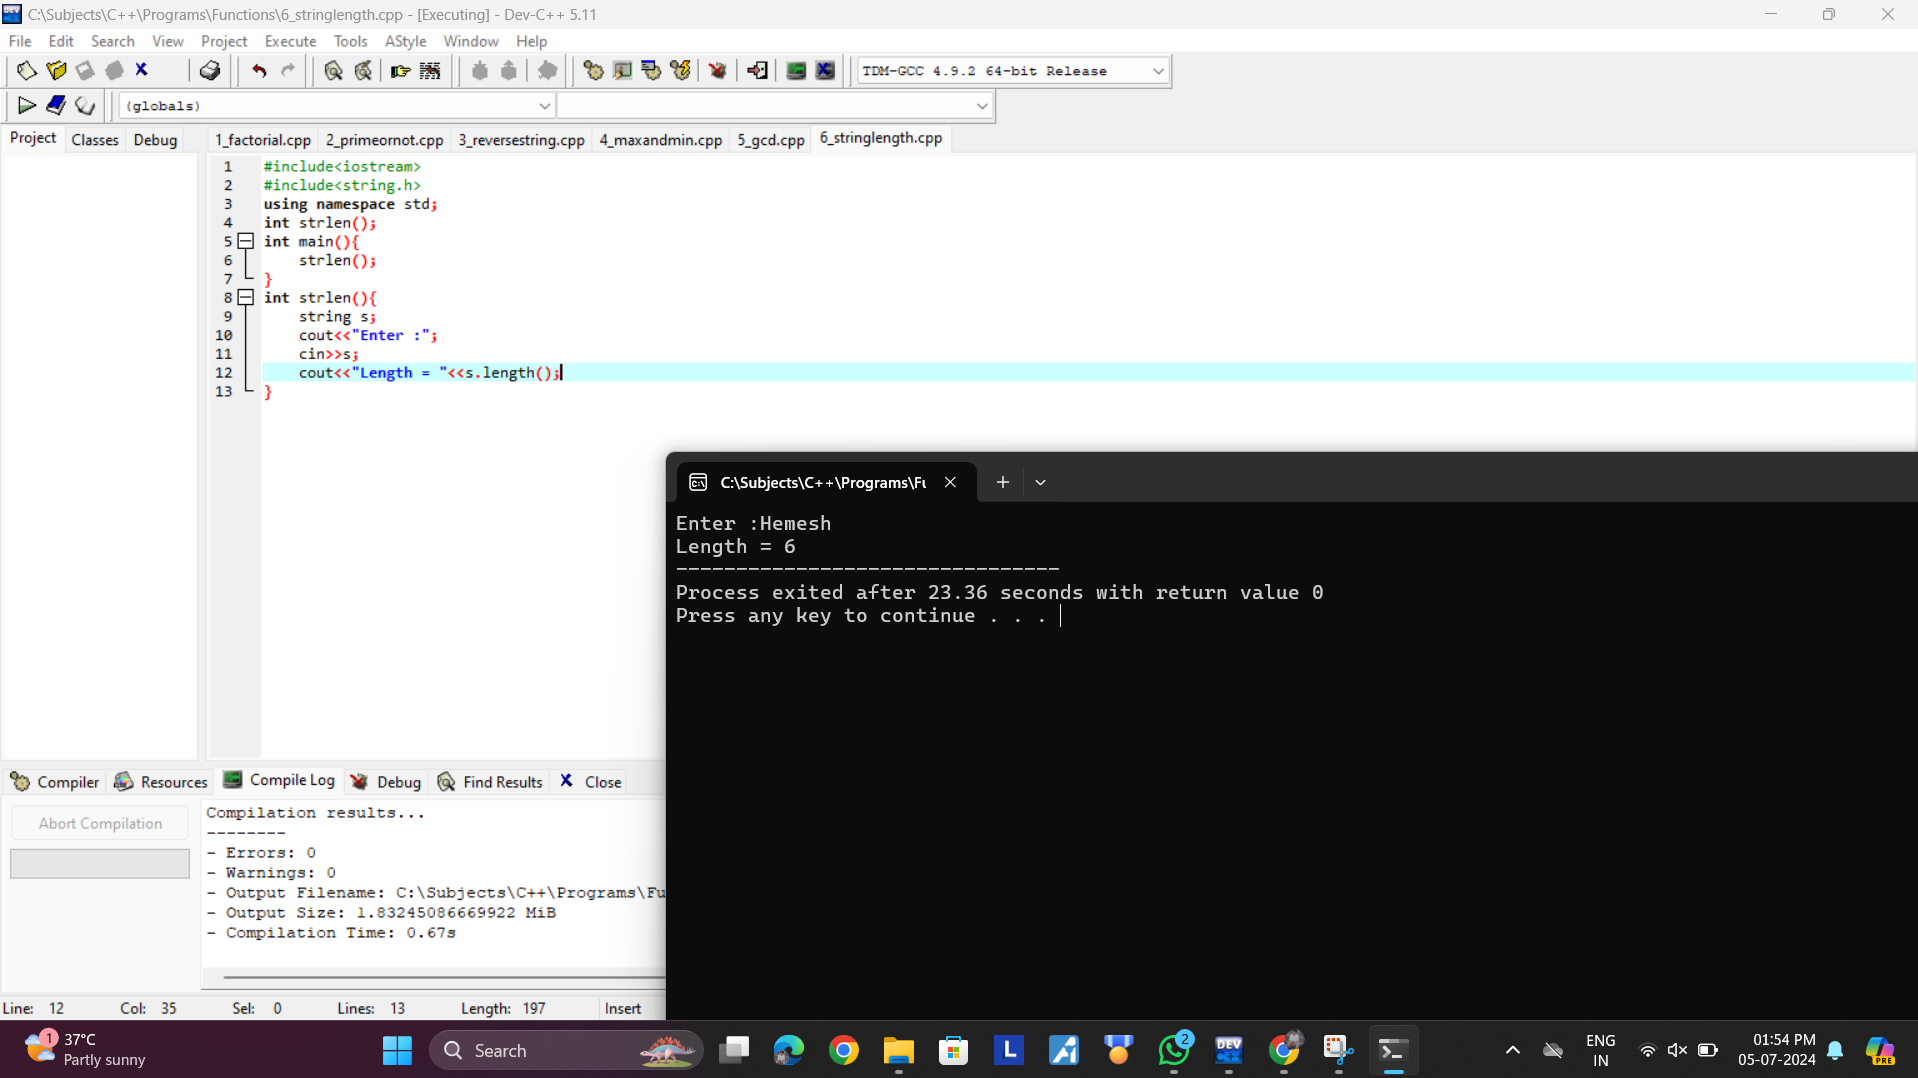 C:\Subjects\C++\Programs\Functions\6_stringlength.cpp - [Executing] - Dev-C++ 5.11
File Edit Search View Project Execute Tools AStyle Window Help
TDM-GCC 4.9.2 64-bit Release
(globals)
Project Classes Debug
1_factorial.cpp 2_primeornot.cpp 3_reversestring.cpp 4_maxandmin.cpp 5_gcd.cpp 6_stringlength.cpp
1 #include<iostream>
2 #include<string.h>
3 using namespace std;
4 int strlen();
5 int main(){
6 strlen();
7 }
8 int strlen(){
9 string s;
10 cout<<"Enter :";
11 cin>>s;
12 cout<<"Length = "<<s.length();
13 }
C:\Subjects\C++\Programs\Fu
Enter :Hemesh
Length = 6
--------------------------------
Process exited after 23.36 seconds with return value 0
Press any key to continue . . .
Compiler Resources Compile Log Debug Find Results Close
Abort Compilation
Compilation results...
--------
- Errors: 0
- Warnings: 0
- Output Filename: C:\Subjects\C++\Programs\Fu
- Output Size: 1.83245086669922 MiB
- Compilation Time: 0.67s
Line: 12 Col: 35 Sel: 0 Lines: 13 Length: 197 Insert
1
37°C
Partly sunny
Search
L
2
DEV
C++
ENG
IN
01:54 PM
05-07-2024
PRE